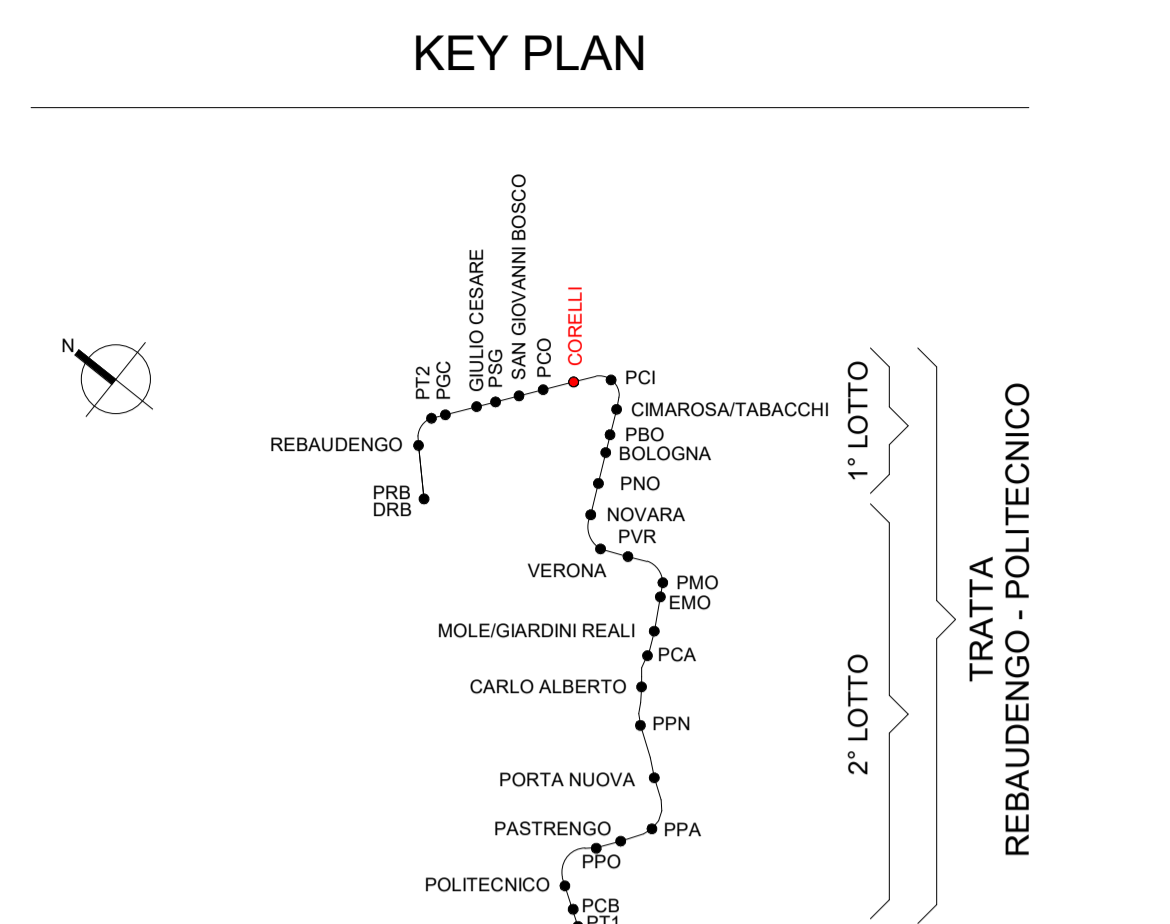 KEY PLAN
N
PT2
PGC
GIULIO CESARE
PSG
SAN GIOVANNI BOSCO
PCO
CORELLI
PCI
CIMAROSA/TABACCHI
REBAUDENGO
PBO
BOLOGNA
PRB
DRB
PNO
NOVARA
PVR
VERONA
PMO
EMO
MOLE/GIARDINI REALI
PCA
CARLO ALBERTO
PPN
PORTA NUOVA
PASTRENGO
PPA
PPO
POLITECNICO
PCB
PT1
1° LOTTO
2° LOTTO
TRATTA
REBAUDENGO - POLITECNICO